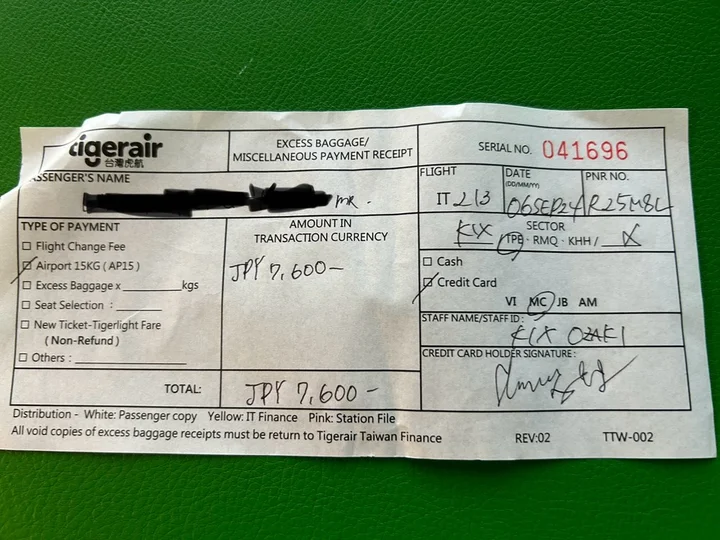 tigerair
台灣虎航
EXCESS BAGGAGE/
MISCELLANEOUS PAYMENT RECEIPT
SERIAL NO. 041696
ASSENGER'S NAME
MR.
FLIGHT
IT 213
DATE
(DD/MM/YY)
06SEP24
PNR NO.
R25M8L
TYPE OF PAYMENT
Flight Change Fee
Airport 15KG ( AP15 )
Excess Baggage x ________kgs
Seat Selection : ________
New Ticket-Tigerlight Fare
( Non-Refund )
Others : ________
AMOUNT IN
TRANSACTION CURRENCY
JPY 7,600-
SECTOR
KIX TPE · RMQ · KHH /
Cash
Credit Card
VI MC JB AM
STAFF NAME/STAFF ID :
KIX OZAKI
CREDIT CARD HOLDER SIGNATURE :
TOTAL: JPY 7,600-
Distribution - White: Passenger copy Yellow: IT Finance Pink: Station File
All void copies of excess baggage receipts must be return to Tigerair Taiwan Finance
REV:02 TTW-002